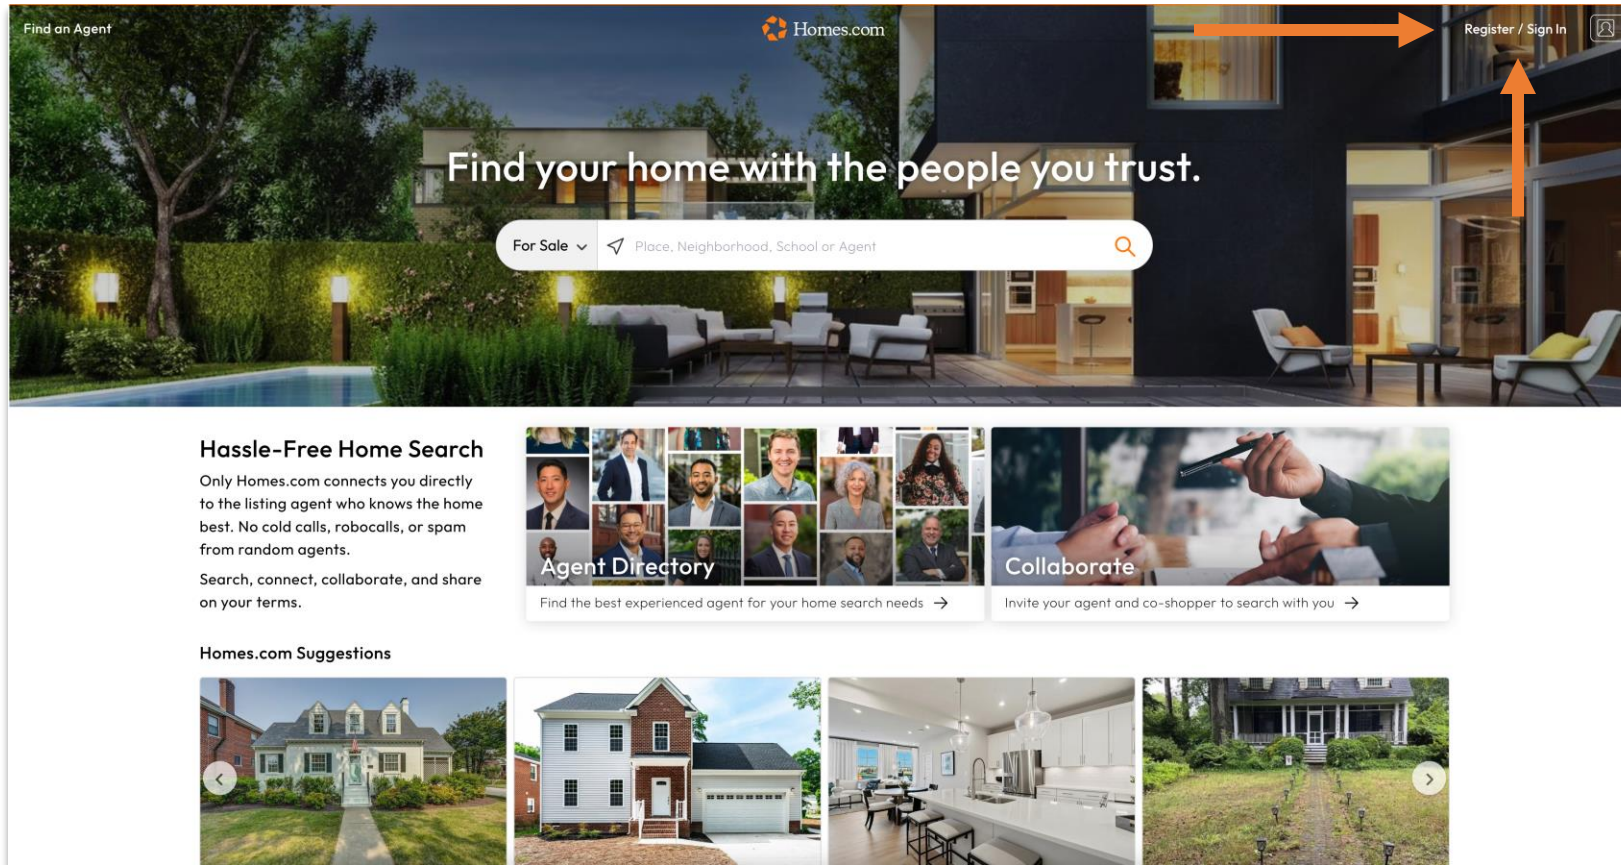 Find an Agent
Homes.com
Register / Sign In
Find your home with the people you trust.
For Sale
Place, Neighborhood, School or Agent
Hassle-Free Home Search
Only Homes.com connects you directly
to the listing agent who knows the home
best. No cold calls, robocalls, or spam
from random agents.
Search, connect, collaborate, and share
on your terms.
Agent Directory
Find the best experienced agent for your home search needs
Collaborate
Invite your agent and co-shopper to search with you
Homes.com Suggestions